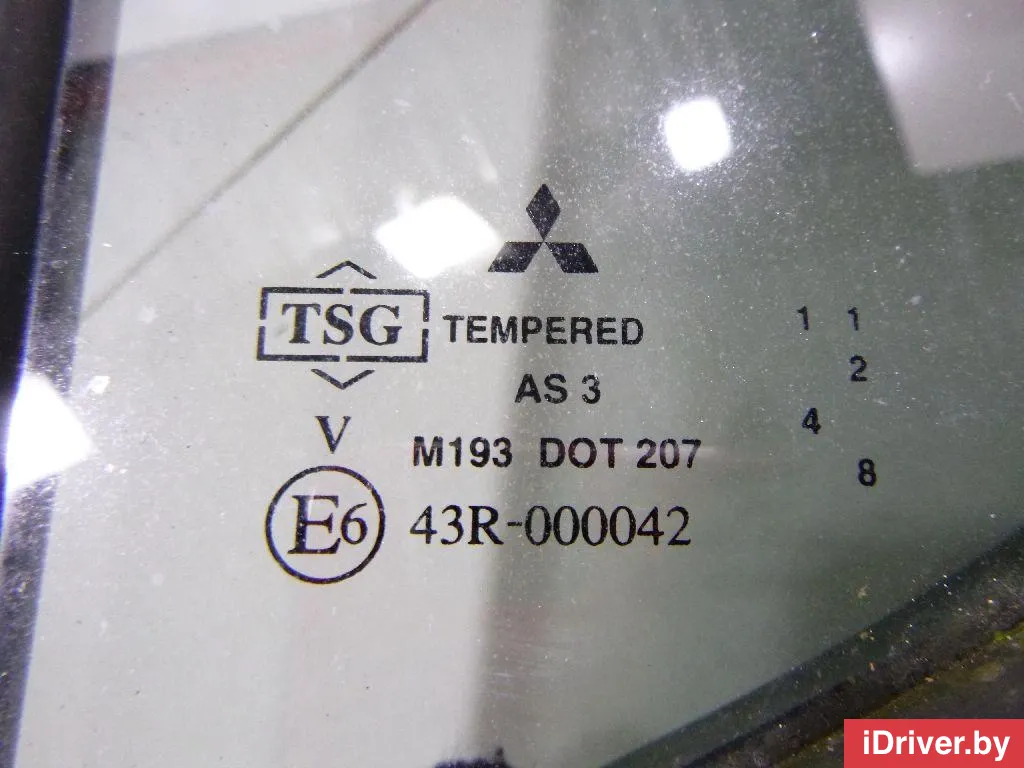 TSG TEMPERED
AS 3
V
M193 DOT 207
E6 43R-000042
1 1
2
4
8
iDriver.by